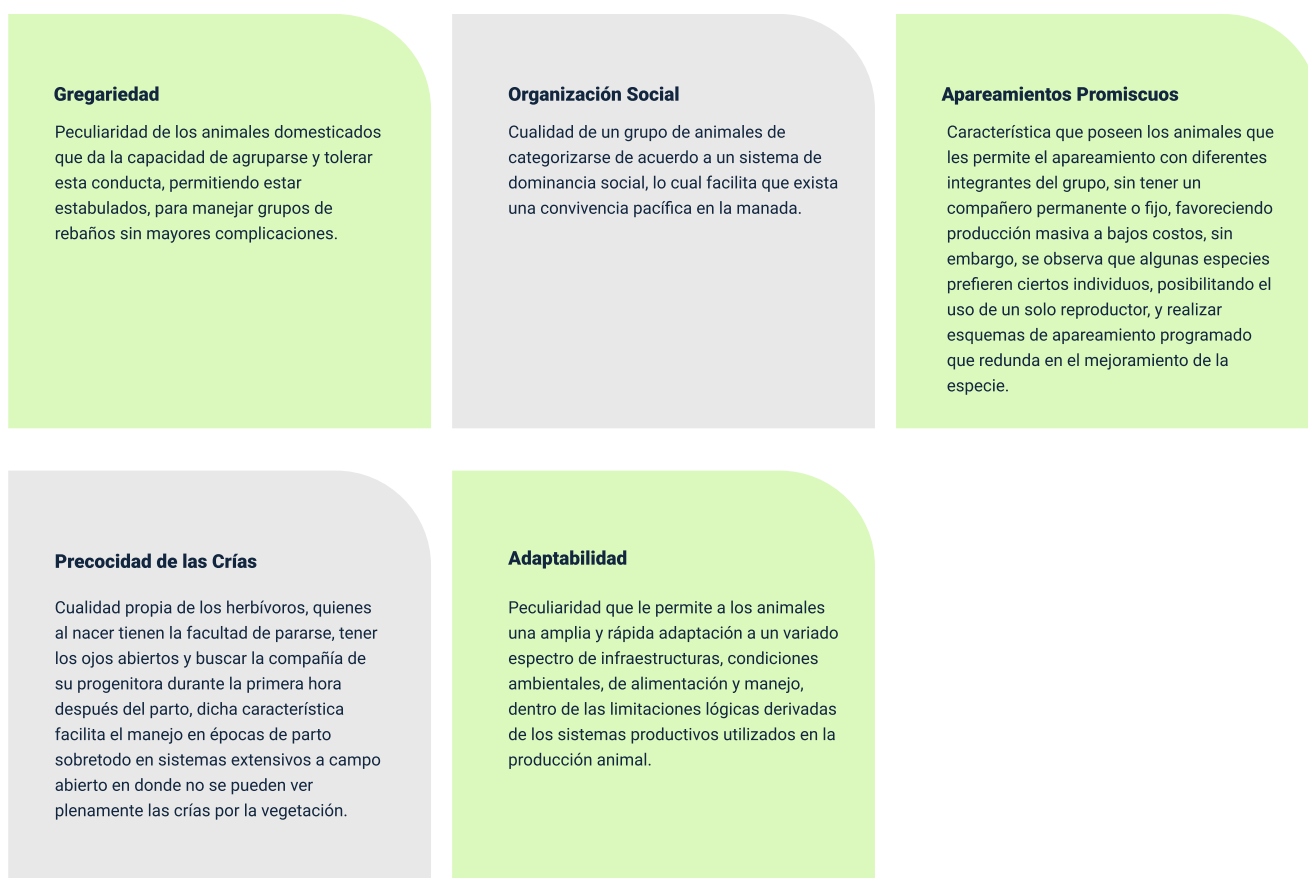 Gregariedad
Peculiaridad de los animales domesticados
que da la capacidad de agruparse y tolerar
esta conducta, permitiendo estar
estabulados, para manejar grupos de
rebaños sin mayores complicaciones.
Organización Social
Cualidad de un grupo de animales de
categorizarse de acuerdo a un sistema de
dominancia social, lo cual facilita que exista
una convivencia pacífica en la manada.
Apareamientos Promiscuos
Característica que poseen los animales que
les permite el apareamiento con diferentes
integrantes del grupo, sin tener un
compañero permanente o fijo, favoreciendo
producción masiva a bajos costos, sin
embargo, se observa que algunas especies
prefieren ciertos individuos, posibilitando el
uso de un solo reproductor, y realizar
esquemas de apareamiento programado
que redunda en el mejoramiento de la
especie.
Precocidad de las Crías
Cualidad propia de los herbívoros, quienes
al nacer tienen la facultad de pararse, tener
los ojos abiertos y buscar la compañía de
su progenitora durante la primera hora
después del parto, dicha característica
facilita el manejo en épocas de parto
sobretodo en sistemas extensivos a campo
abierto en donde no se pueden ver
plenamente las crías por la vegetación.
Adaptabilidad
Peculiaridad que le permite a los animales
una amplia y rápida adaptación a un variado
espectro de infraestructuras, condiciones
ambientales, de alimentación y manejo,
dentro de las limitaciones lógicas derivadas
de los sistemas productivos utilizados en la
producción animal.